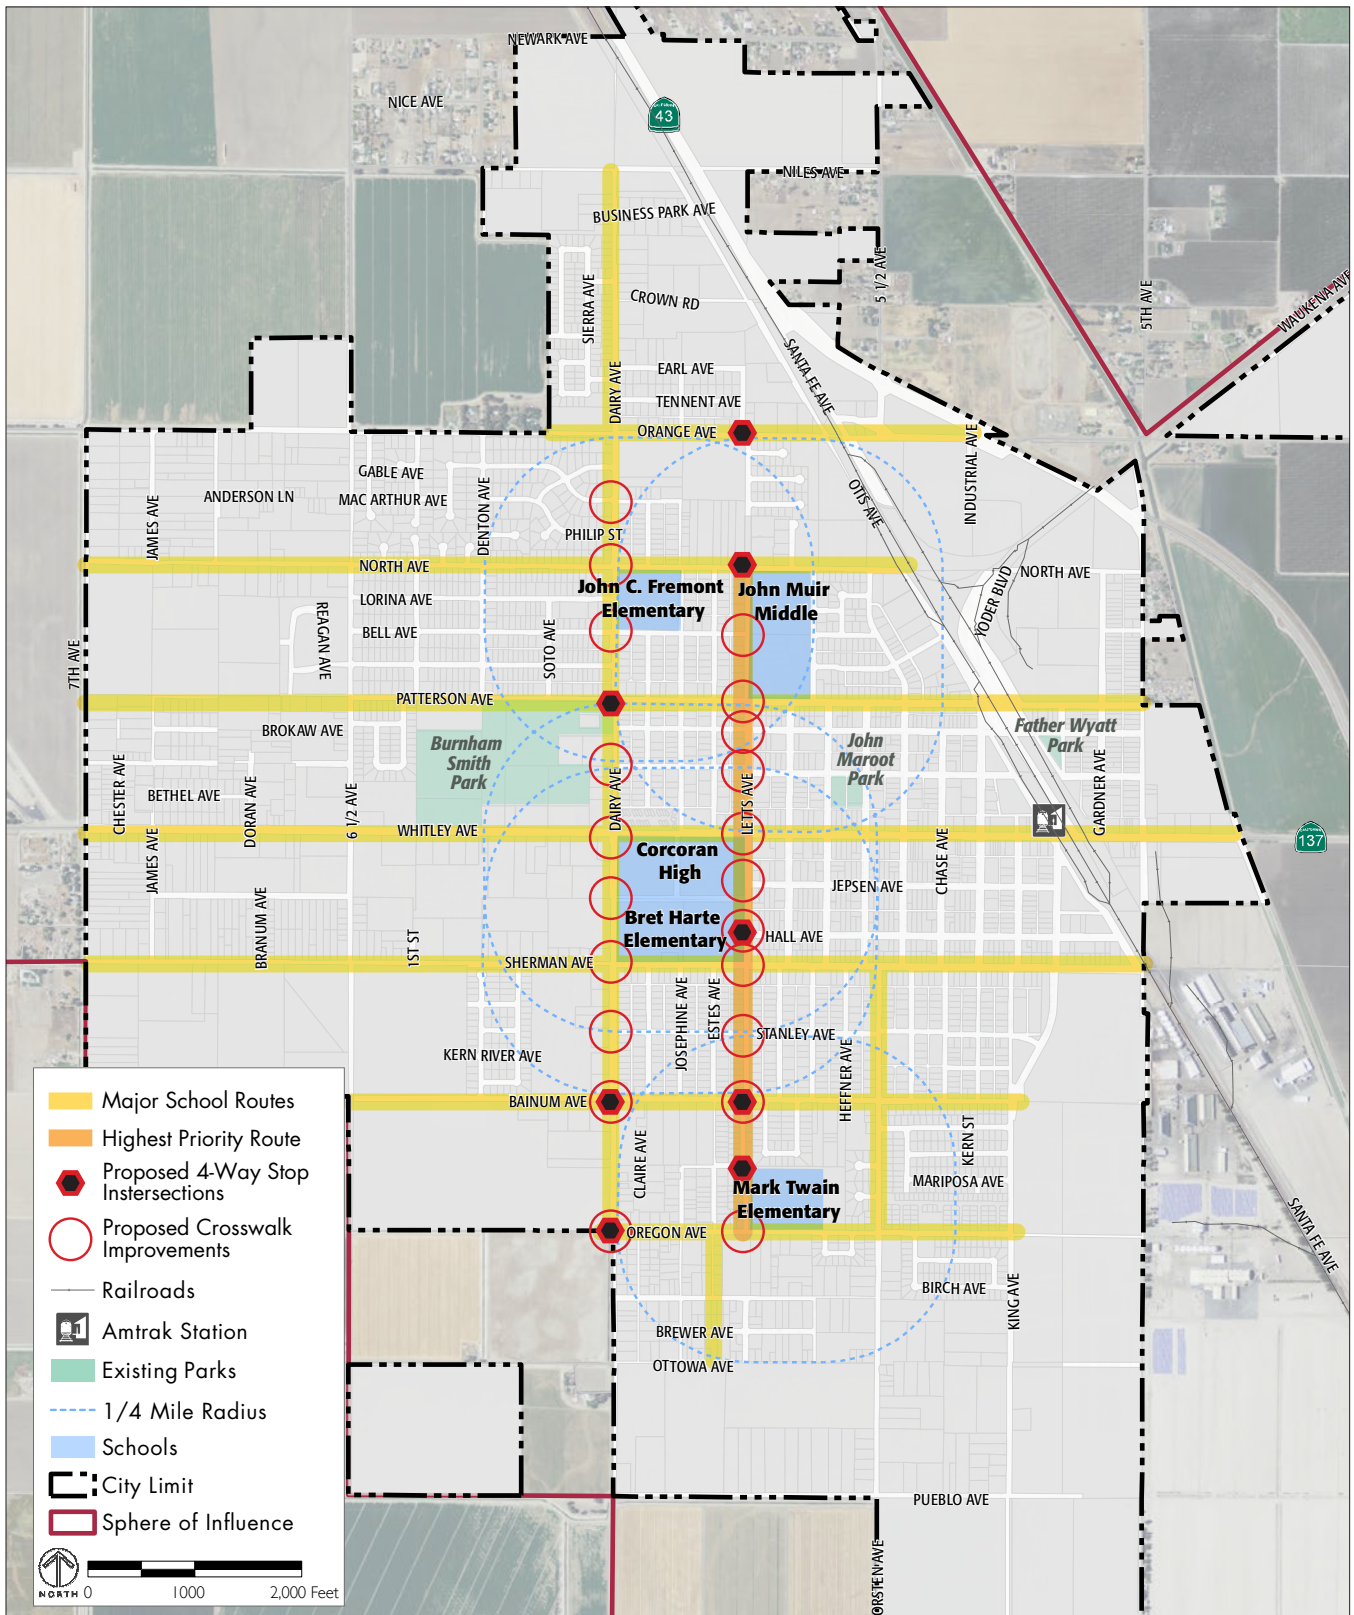 NEWARK AVE
NICE AVE
CALIFORNIA
43
NILES AVE
BUSINESS PARK AVE
5 1/2 AVE
SIERRA AVE
CROWN RD
5TH AVE
WAUKENA AVE
SANTA FE AVE
EARL AVE
DAIRY AVE
TENNENT AVE
ORANGE AVE
INDUSTRIAL AVE
GABLE AVE
ANDERSON LN
MAC ARTHUR AVE
JAMES AVE
DENTON AVE
OTIS AVE
PHILIP ST
NORTH AVE
NORTH AVE
YODER BLVD
John C. Fremont
Elementary
John Muir
Middle
LORINA AVE
REAGAN AVE
BELL AVE
SOTO AVE
7TH AVE
PATTERSON AVE
BROKAW AVE
Burnham
Smith
Park
John
Maroot
Park
Father Wyatt
Park
CHESTER AVE
BETHEL AVE
DORAN AVE
6 1/2 AVE
DAIRY AVE
LETTS AVE
GARDNER AVE
WHITLEY AVE
137
JAMES AVE
Corcoran
High
CHASE AVE
JEPSEN AVE
BRANUM AVE
Bret Harte
Elementary
HALL AVE
1ST ST
SHERMAN AVE
JOSEPHINE AVE
ESTES AVE
STANLEY AVE
KERN RIVER AVE
HEFFNER AVE
BAINUM AVE
KERN ST
CLAIRE AVE
MARIPOSA AVE
Mark Twain
Elementary
SANTA FE AVE
OREGON AVE
BIRCH AVE
KING AVE
BREWER AVE
OTTOWA AVE
PUEBLO AVE
ORSTEN AVE
Major School Routes
Highest Priority Route
Proposed 4-Way Stop
Instersections
Proposed Crosswalk
Improvements
Railroads
Amtrak Station
Existing Parks
1/4 Mile Radius
Schools
City Limit
Sphere of Influence
NORTH
0 1000 2,000 Feet